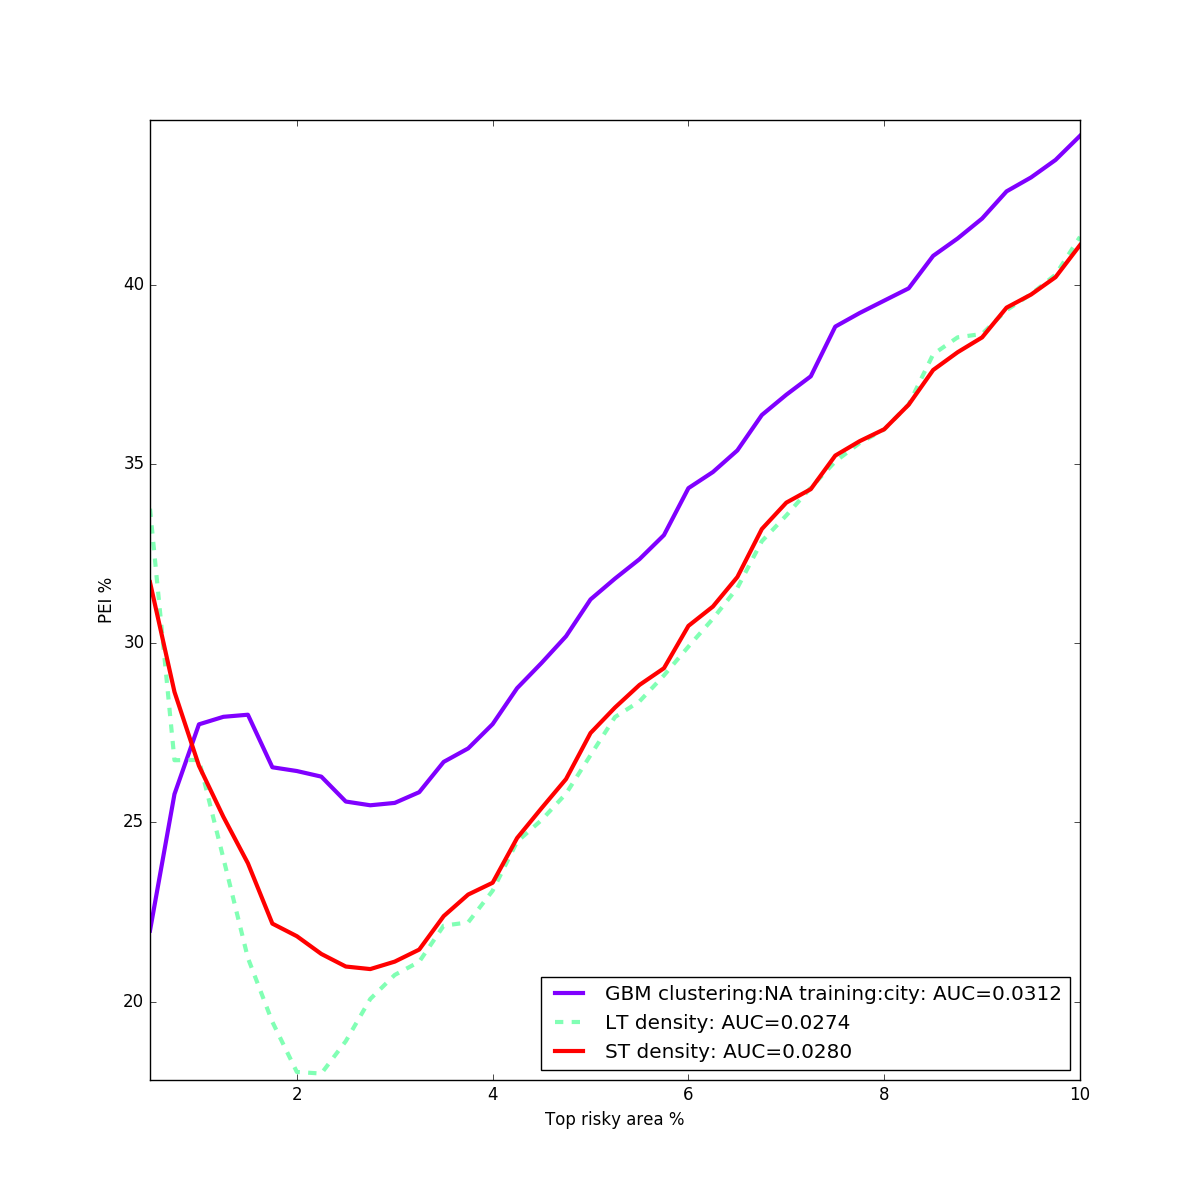 40
35
30
25
20
PEI %
2
4
6
8
10
Top risky area %
GBM clustering:NA training:city: AUC=0.0312
LT density: AUC=0.0274
ST density: AUC=0.0280